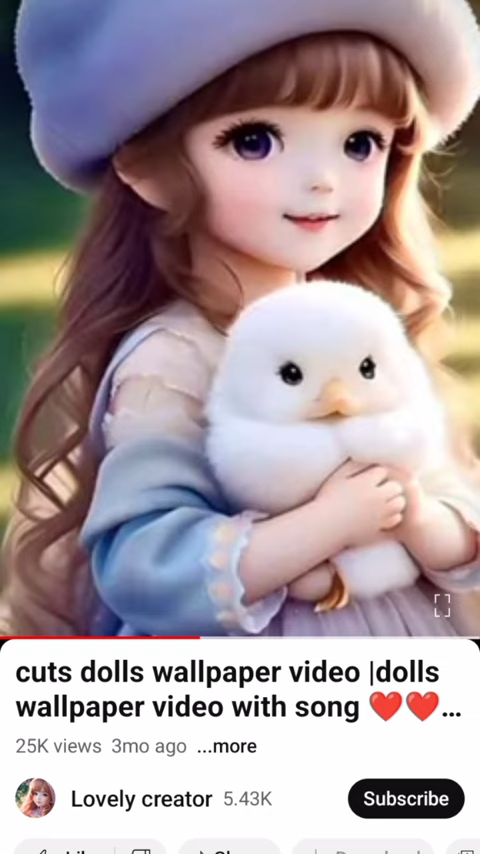 cuts dolls wallpaper video |dolls
wallpaper video with song ❤️❤️...
25K views 3mo ago ...more
Lovely creator 5.43K Subscribe